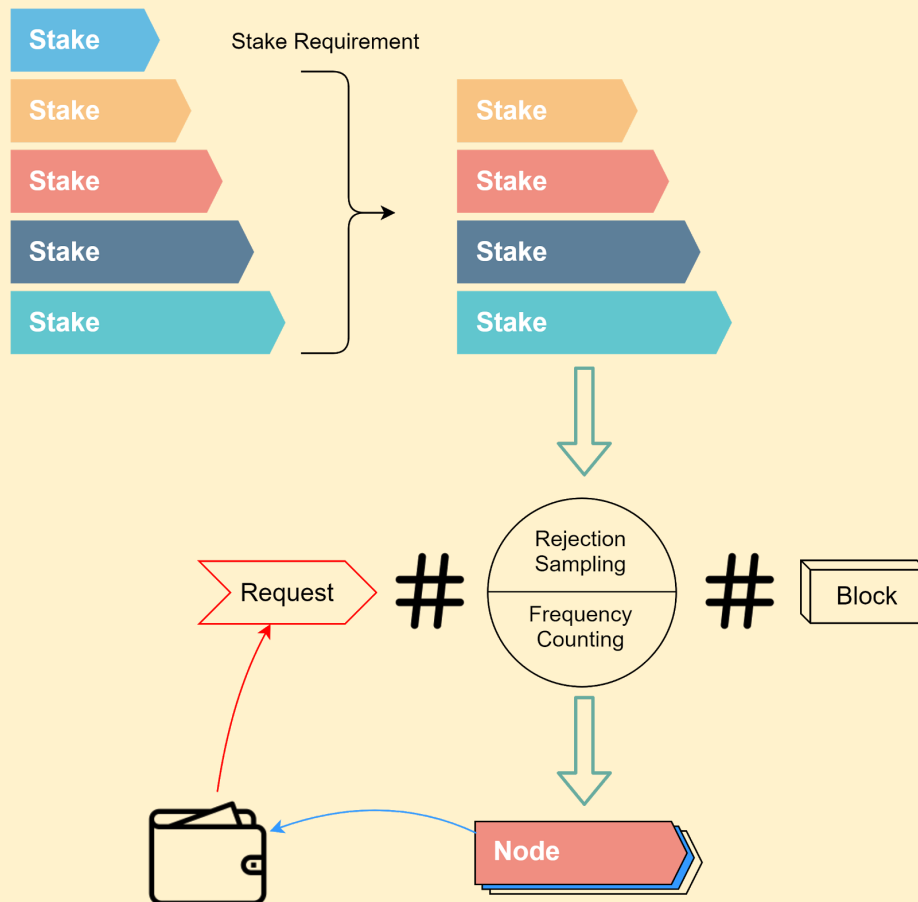 Stake
Stake Requirement
Stake
Stake
Stake
Stake
Stake
Stake
Stake
Stake
Rejection
Sampling
Request
#
#
Block
Frequency
Counting
Node